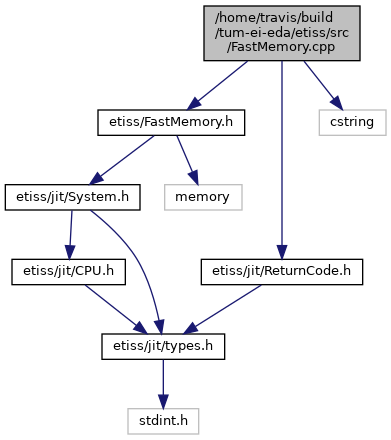 /home/travis/build
/tum-ei-eda/etiss/src
/FastMemory.cpp
etiss/FastMemory.h
cstring
etiss/jit/System.h
memory
etiss/jit/CPU.h
etiss/jit/ReturnCode.h
etiss/jit/types.h
stdint.h